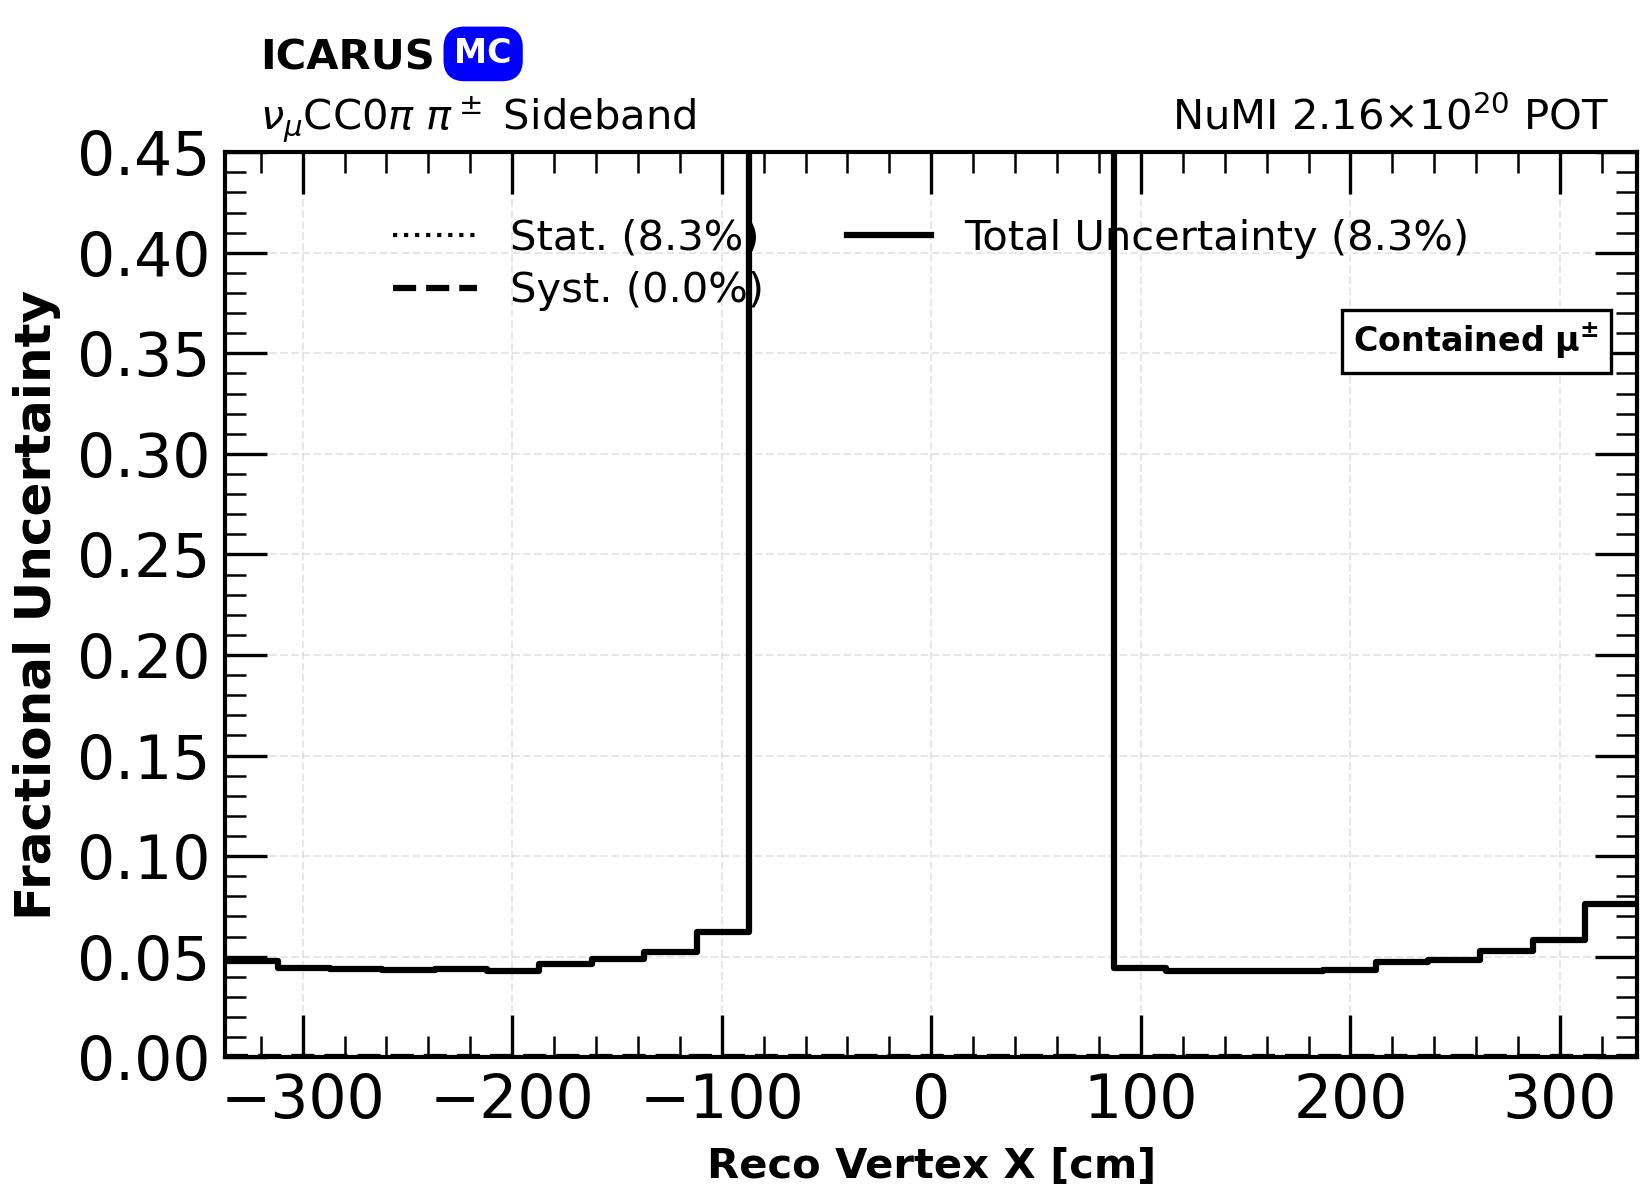 ICARUS MC
νμCC0π π± Sideband NuMI 2.16×10²⁰ POT
0.45
Stat. (8.3%) Total Uncertainty (8.3%)
0.40
Syst. (0.0%)
Contained μ±
0.35
0.30
0.25
0.20
0.15
0.10
0.05
0.00
Fractional Uncertainty
−300 −200 −100 0 100 200 300
Reco Vertex X [cm]